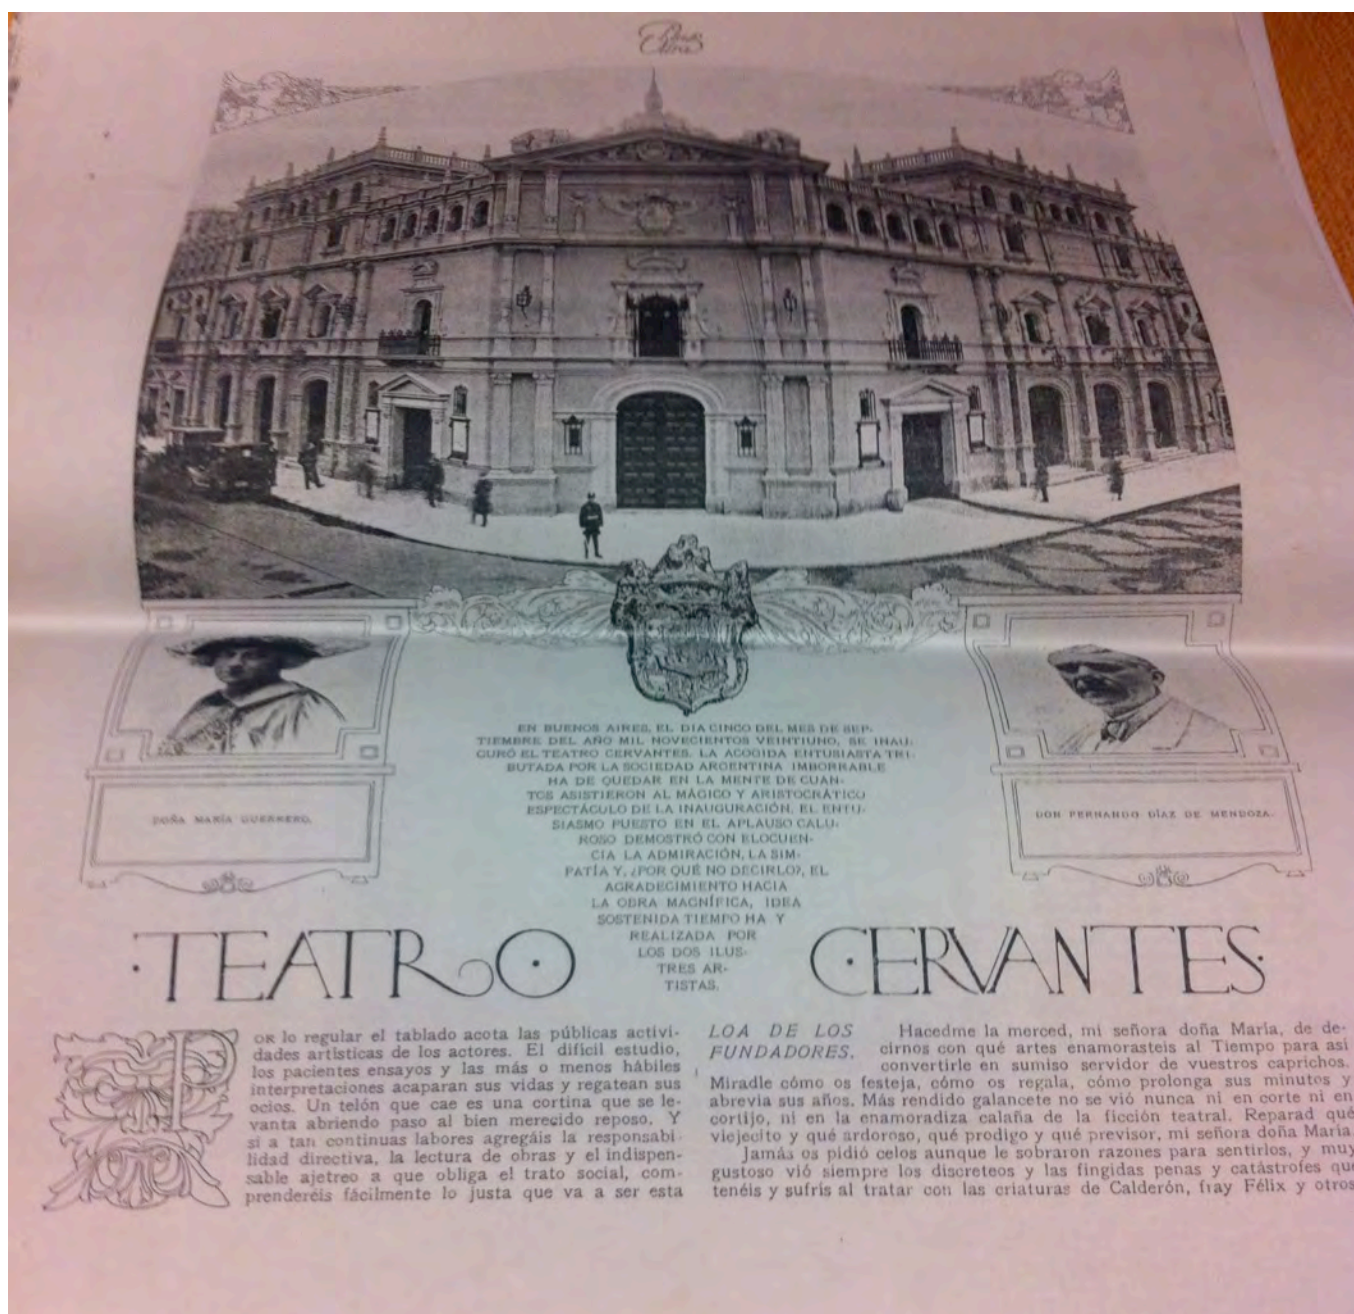 Plus Ultra
DOÑA MARÍA GUERRERO.
DON FERNANDO DÍAZ DE MENDOZA.
EN BUENOS AIRES, EL DIA CINCO DEL MES DE SEP-
TIEMBRE DEL AÑO MIL NOVECIENTOS VEINTIUNO, SE INAU-
GURÓ EL TEATRO CERVANTES. LA ACOGIDA ENTUSIASTA TRI-
BUTADA POR LA SOCIEDAD ARGENTINA IMBORRABLE
HA DE QUEDAR EN LA MENTE DE CUAN-
TOS ASISTIERON AL MÁGICO Y ARISTOCRÁTICO
ESPECTÁCULO DE LA INAUGURACIÓN. EL ENTU-
SIASMO PUESTO EN EL APLAUSO CALU-
ROSO DEMOSTRÓ CON ELOCUEN-
CIA LA ADMIRACIÓN, LA SIM-
PATÍA Y, ¿POR QUÉ NO DECIRLO?, EL
AGRADECIMIENTO HACIA
LA OBRA MAGNÍFICA, IDEA
SOSTENIDA TIEMPO HA Y
REALIZADA POR
LOS DOS ILUS-
TRES AR-
TISTAS.
·TEATRO CERVANTES·
POR lo regular el tablado acota las públicas activi-
dades artísticas de los actores. El difícil estudio,
los pacientes ensayos y las más o menos hábiles
interpretaciones acaparan sus vidas y regatean sus
ocios. Un telón que cae es una cortina que se le-
vanta abriendo paso al bien merecido reposo. Y
si a tan continuas labores agregáis la responsabi-
lidad directiva, la lectura de obras y el indispen-
sable ajetreo a que obliga el trato social, com-
prenderéis fácilmente lo justa que va a ser esta
LOA DE LOS
FUNDADORES.
Hacedme la merced, mi señora doña María, de de-
cirnos con qué artes enamorasteis al Tiempo para así
convertirle en sumiso servidor de vuestros caprichos.
Miradle cómo os festeja, cómo os regala, cómo prolonga sus minutos y
abrevia sus años. Más rendido galancete no se vió nunca ni en corte ni en
cortijo, ni en la enamoradiza calaña de la ficción teatral. Reparad qué
viejecito y qué ardoroso, qué prodigo y qué previsor, mi señora doña María
Jamás os pidió celos aunque le sobraron razones para sentirlos, y muy
gustoso vió siempre los discreteos y las fingidas penas y catástrofes que
tenéis y sufrís al tratar con las criaturas de Calderón, fray Félix y otros